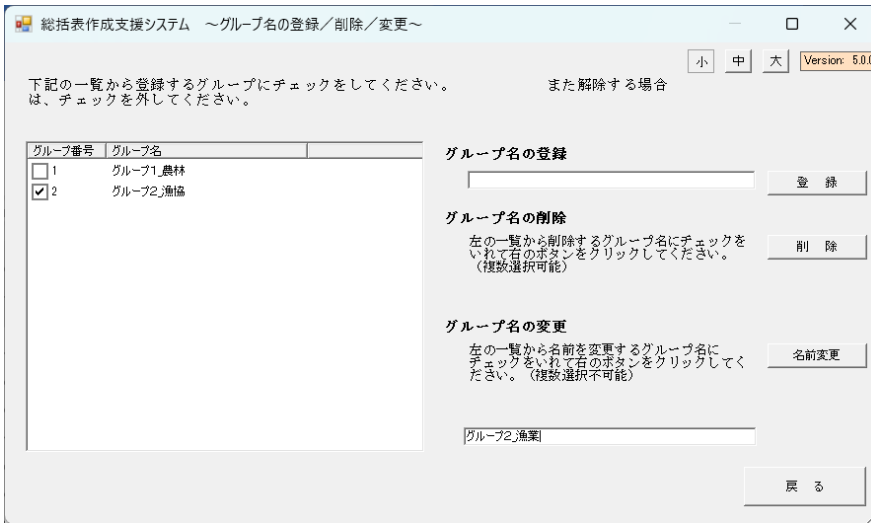 総括表作成支援システム ～グループ名の登録／削除／変更～
小 中 大 Version: 5.0.0
下記の一覧から登録するグループにチェックをしてください。 また解除する場合
は、チェックを外してください。
グループ番号 グループ名
1 グループ1_農林
2 グループ2_漁協
グループ名の登録
登 録
グループ名の削除
左の一覧から削除するグループ名にチェックを
いれて右のボタンをクリックしてください。
（複数選択可能）
削 除
グループ名の変更
左の一覧から名前を変更するグループ名に
チェックをいれて右のボタンをクリックしてく
ださい。（複数選択不可能）
名前変更
グループ2_漁業
戻 る